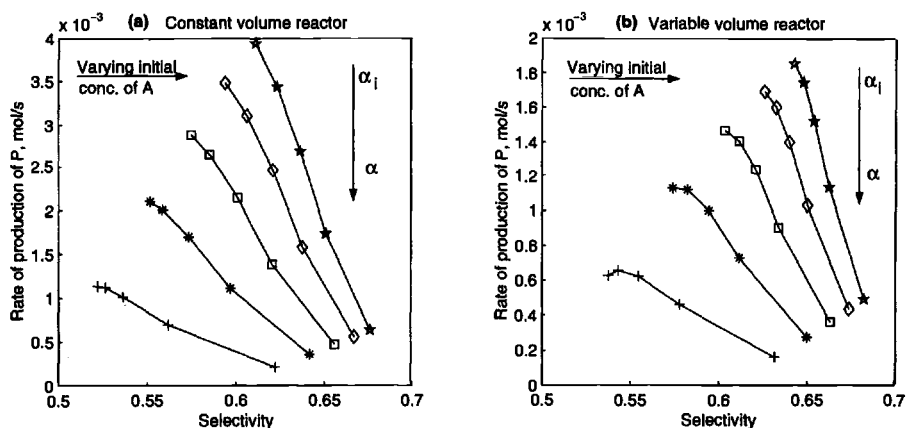 (a) Constant volume reactor
× 10⁻³
4
3.5
3
2.5
2
1.5
1
0.5
0
Rate of production of P, mol/s
Varying initial
conc. of A
αᵢ
α
0.5
0.55
0.6
0.65
0.7
Selectivity
(b) Variable volume reactor
× 10⁻³
2
1.8
1.6
1.4
1.2
1
0.8
0.6
0.4
0.2
0
Rate of production of P, mol/s
Varying initial
conc. of A
αᵢ
α
0.5
0.55
0.6
0.65
0.7
Selectivity